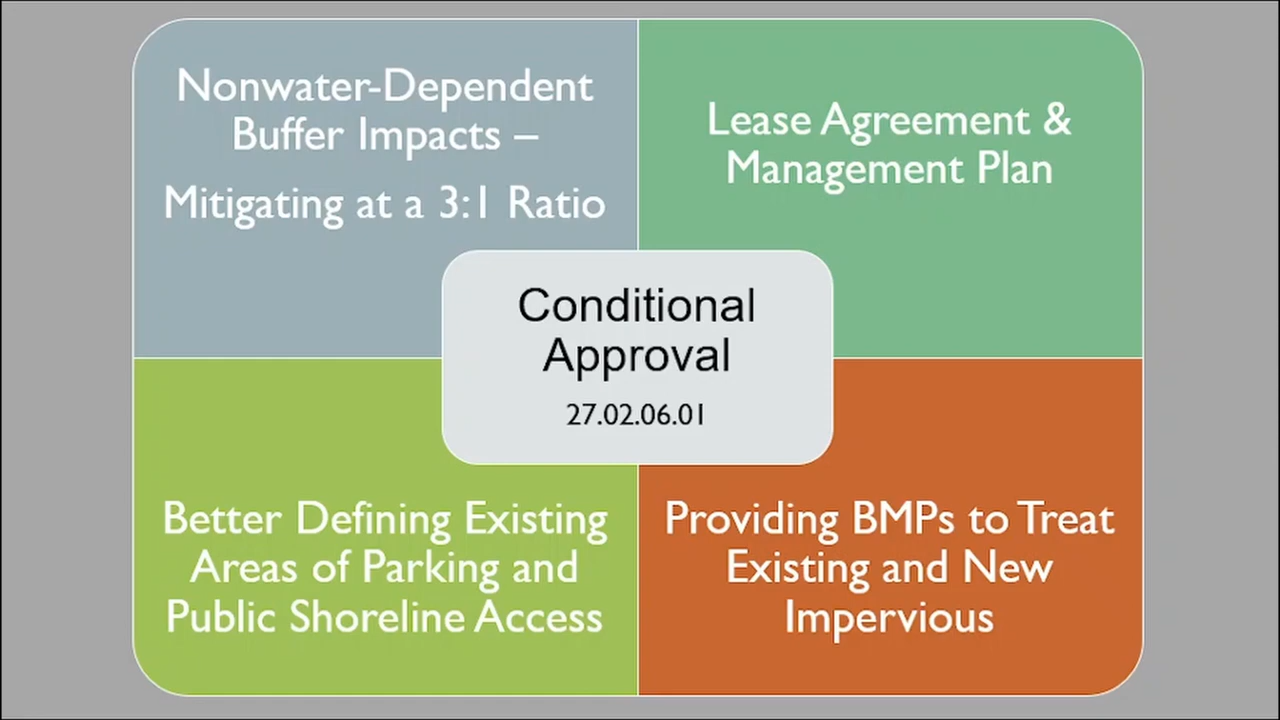 Nonwater-Dependent
Buffer Impacts –
Mitigating at a 3:1 Ratio
Lease Agreement &
Management Plan
Conditional
Approval
27.02.06.01
Better Defining Existing
Areas of Parking and
Public Shoreline Access
Providing BMPs to Treat
Existing and New
Impervious